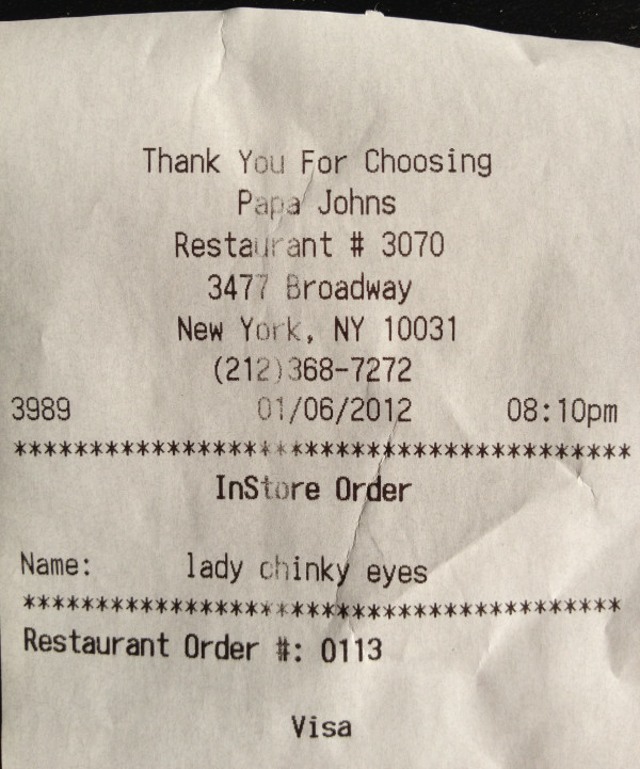 Thank You For Choosing
Papa Johns
Restaurant # 3070
3477 Broadway
New York, NY 10031
(212)368-7272
3989 01/06/2012 08:10pm
****************************************
InStore Order
Name: lady chinky eyes
****************************************
Restaurant Order #: 0113
Visa